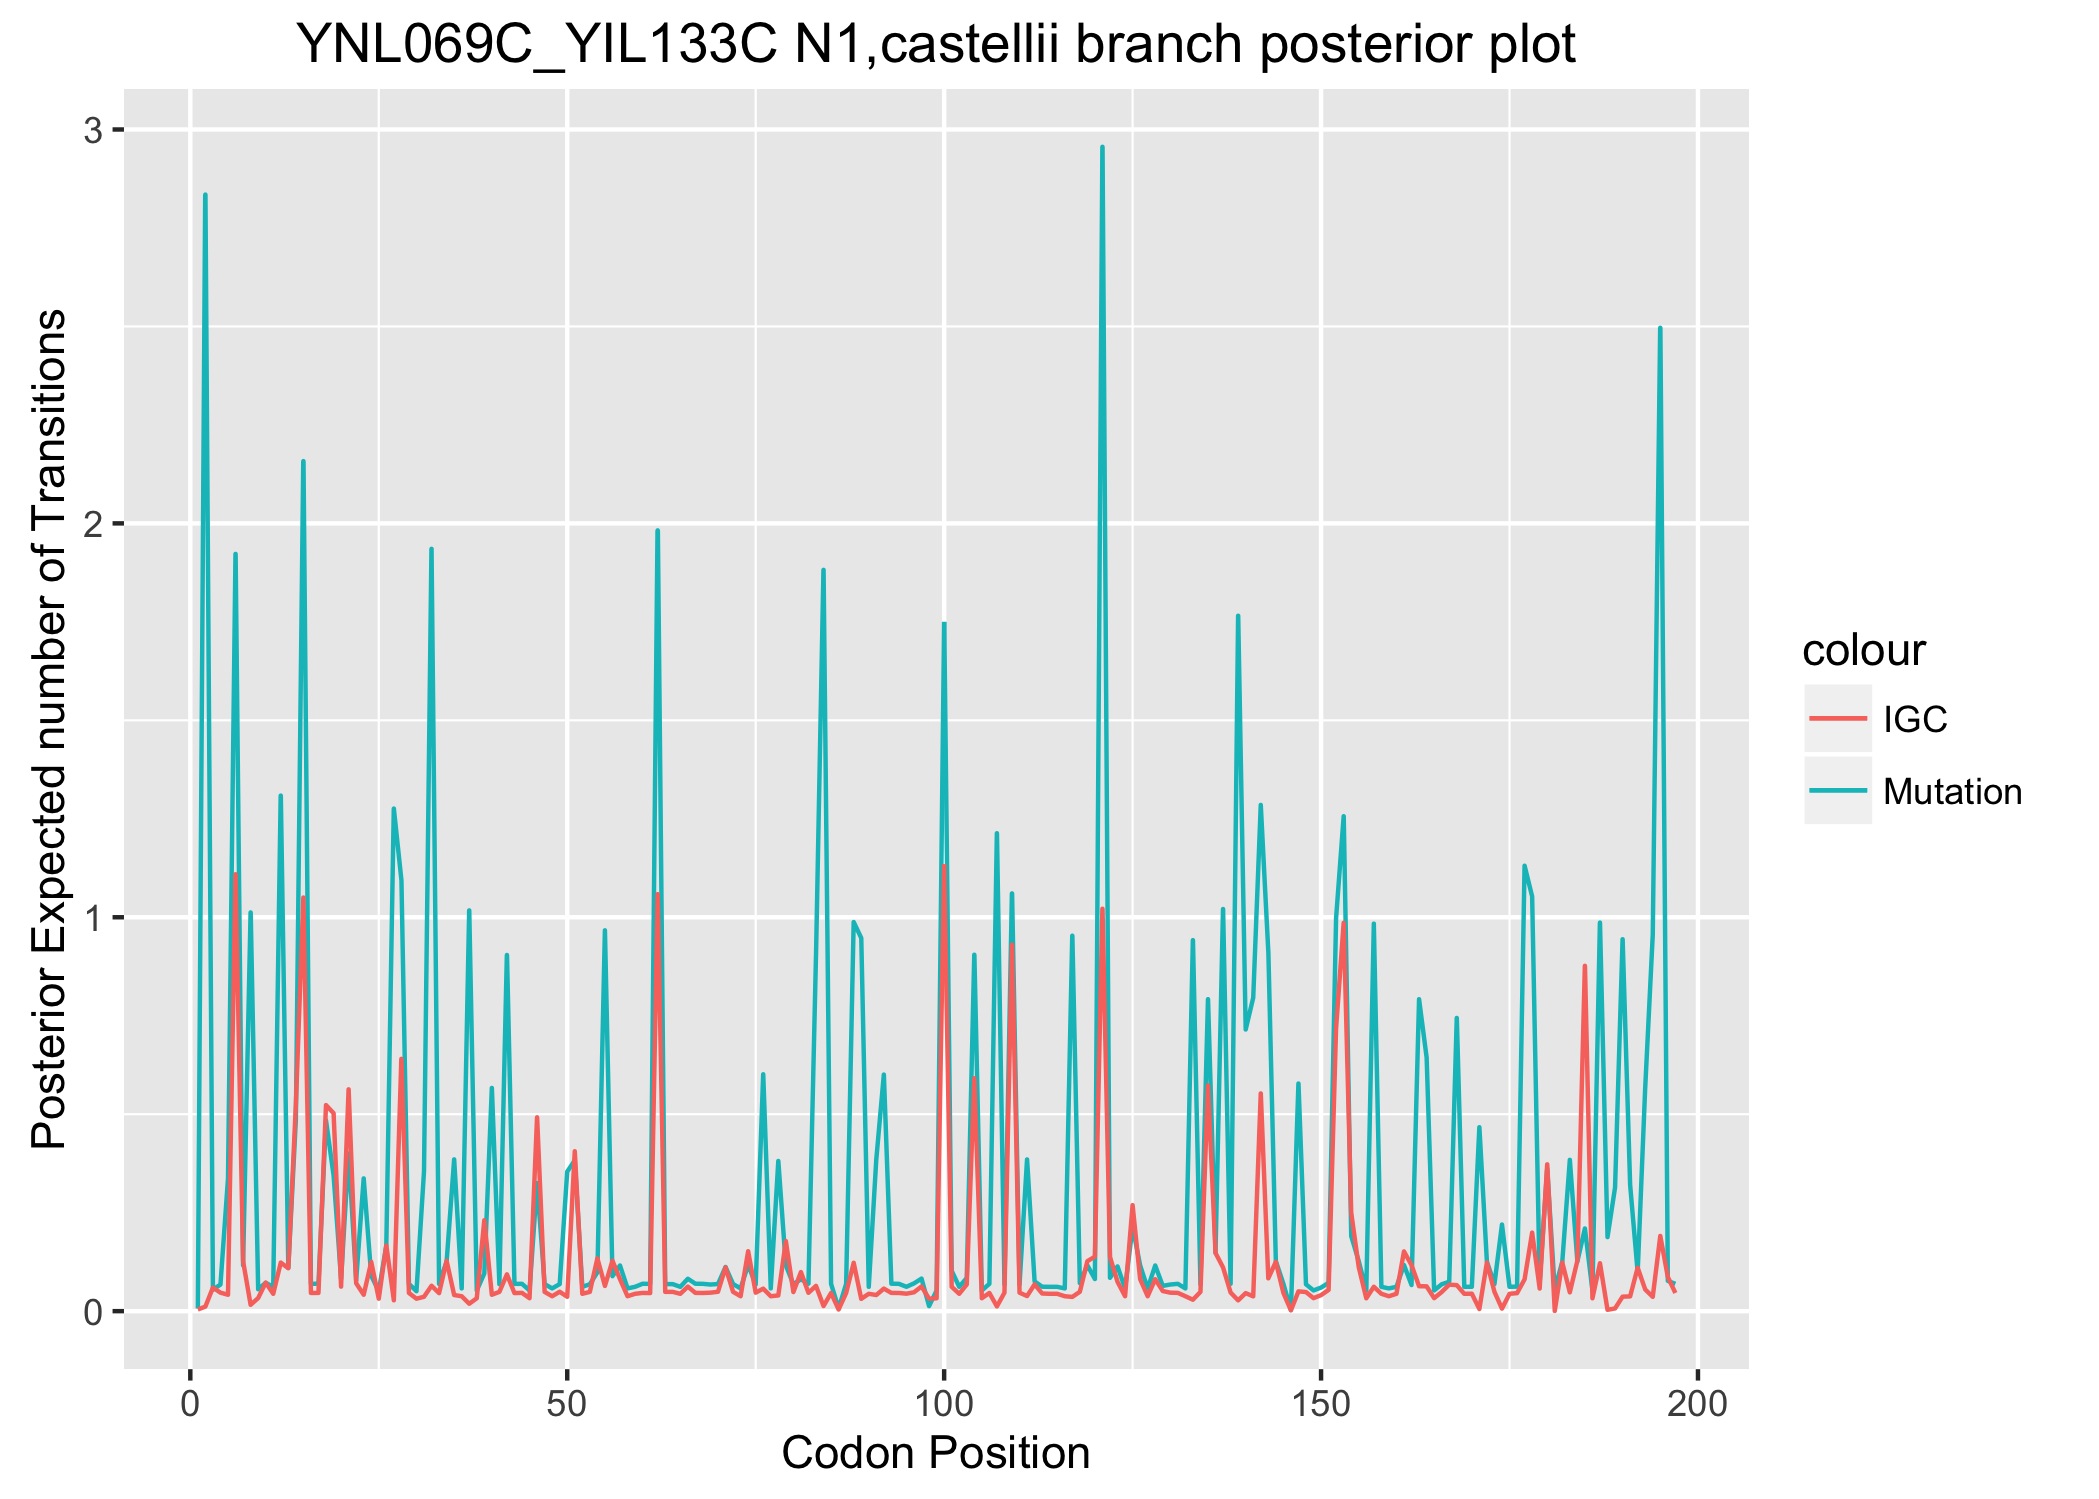 YNL069C_YIL133C N1,castellii branch posterior plot
Posterior Expected number of Transitions
3
2
1
0
0 50 100 150 200
Codon Position
colour
IGC
Mutation